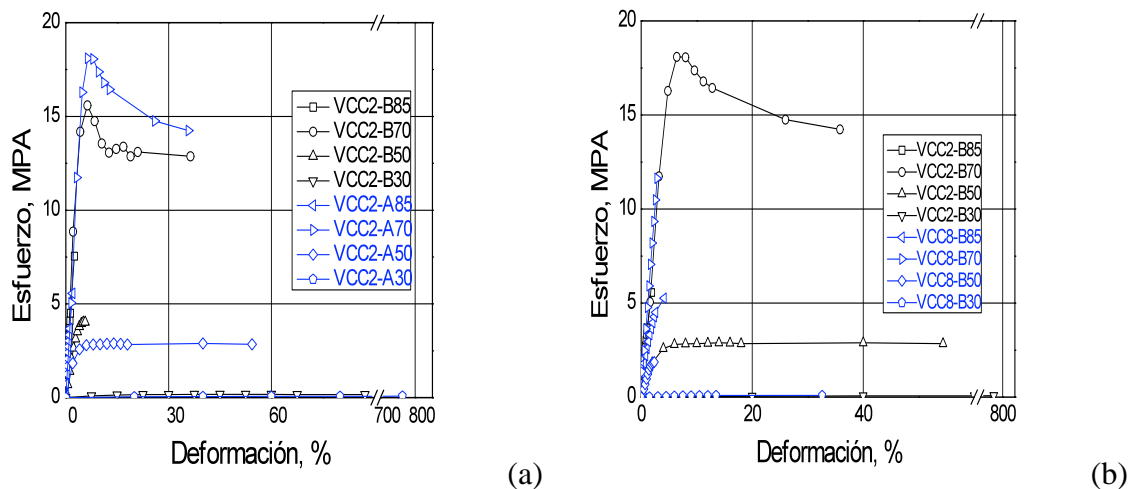 20
15
10
5
0
0
30
60
700
800
Esfuerzo, MPA
Deformación, %
VCC2-B85
VCC2-B70
VCC2-B50
VCC2-B30
VCC2-A85
VCC2-A70
VCC2-A50
VCC2-A30
(a)
20
15
10
5
0
0
20
40
800
Esfuerzo, MPA
Deformación, %
VCC2-B85
VCC2-B70
VCC2-B50
VCC2-B30
VCC8-B85
VCC8-B70
VCC8-B50
VCC8-B30
(b)